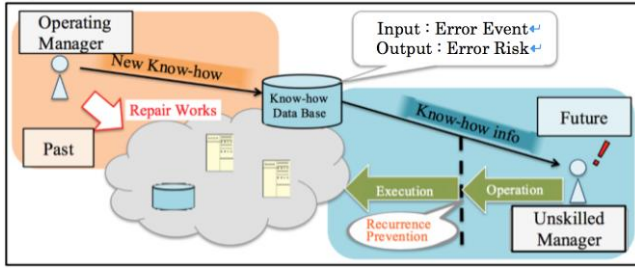 Operating
Manager
New Know-how
Repair Works
Past
Know-how
Data Base
Input : Error Event↵
Output : Error Risk↵
Know-how info
Future
!
Execution
Operation
Recurrence
Prevention
Unskilled
Manager